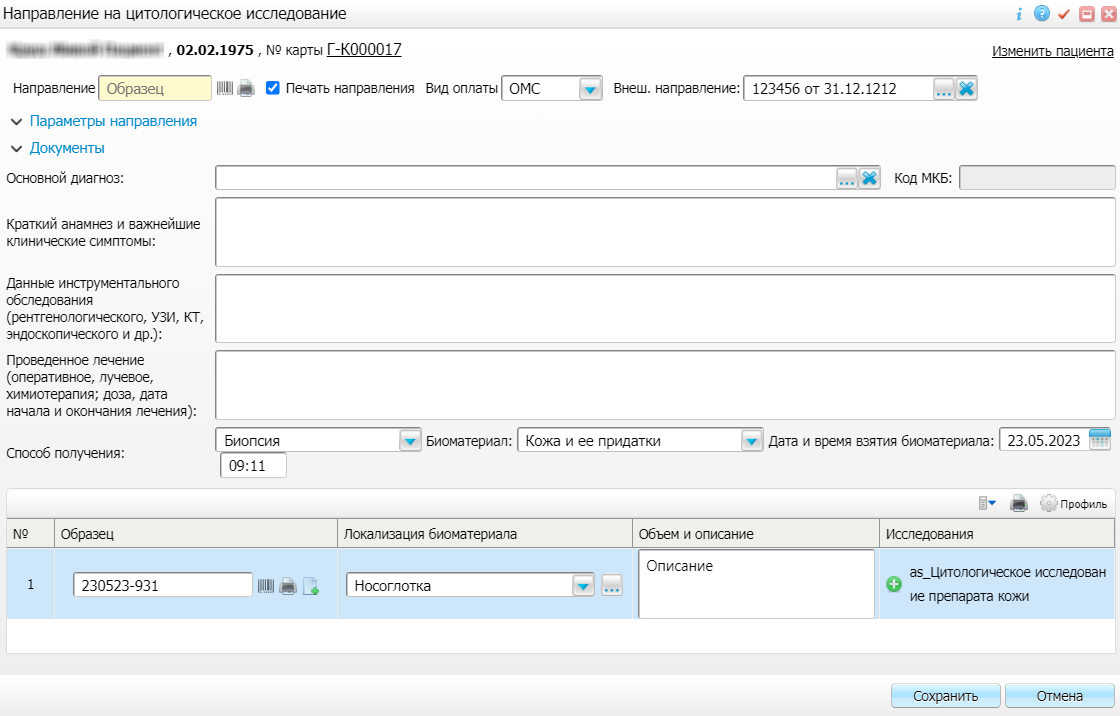 Направление на цитологическое исследование
, 02.02.1975 , № карты Г-К000017
Изменить пациента
Направление Образец Печать направления Вид оплаты ОМС Внеш. направление: 123456 от 31.12.1212 ...
Параметры направления
Документы
Основной диагноз: ... Код МКБ:
Краткий анамнез и важнейшие
клинические симптомы:
Данные инструментального
обследования
(рентгенологического, УЗИ, КТ,
эндоскопического и др.):
Проведенное лечение
(оперативное, лучевое,
химиотерапия; доза, дата
начала и окончания лечения):
Способ получения: Биопсия Биоматериал: Кожа и ее придатки Дата и время взятия биоматериала: 23.05.2023
09:11
Профиль
№ Образец Локализация биоматериала Объем и описание Исследования
1 230523-931 Носоглотка ... Описание as_Цитологическое исследован
ие препарата кожи
Сохранить Отмена